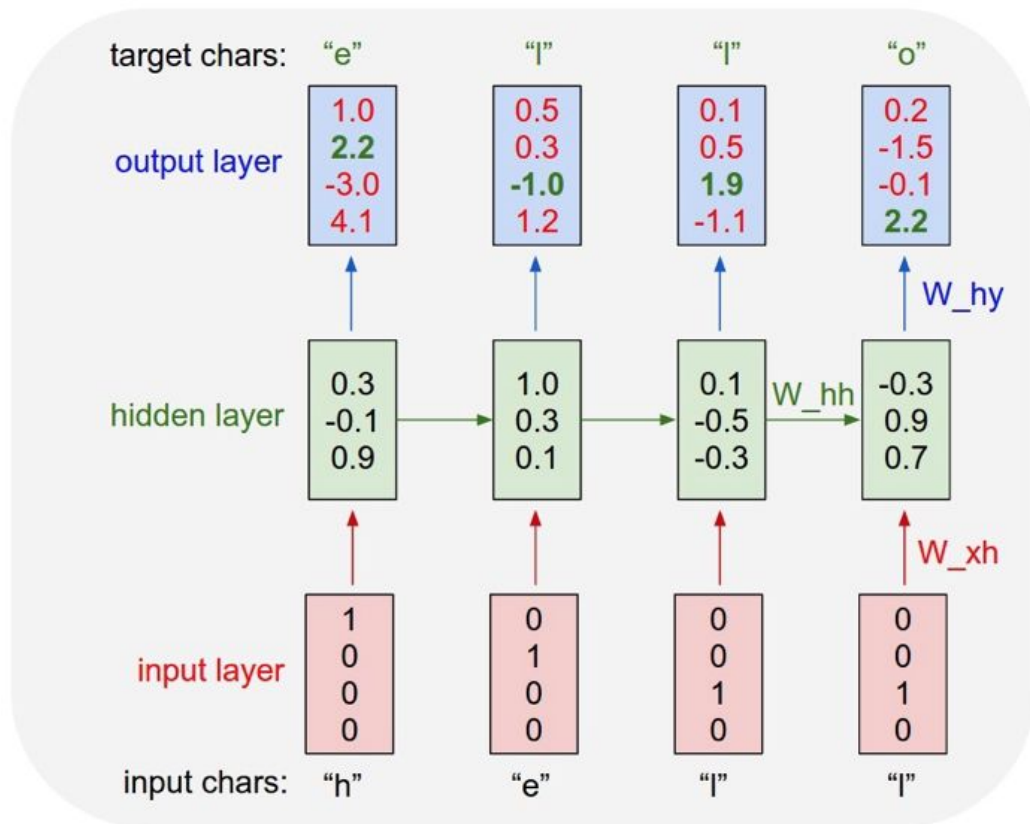 target chars: “e” “l” “l” “o”
1.0 0.5 0.1 0.2
2.2 0.3 0.5 -1.5
output layer
-3.0 -1.0 1.9 -0.1
4.1 1.2 -1.1 2.2
W_hy
0.3 1.0 0.1 -0.3
W_hh
hidden layer -0.1 0.3 -0.5 0.9
0.9 0.1 -0.3 0.7
W_xh
1 0 0 0
0 1 0 0
input layer
0 0 1 1
0 0 0 0
input chars: “h” “e” “l” “l”